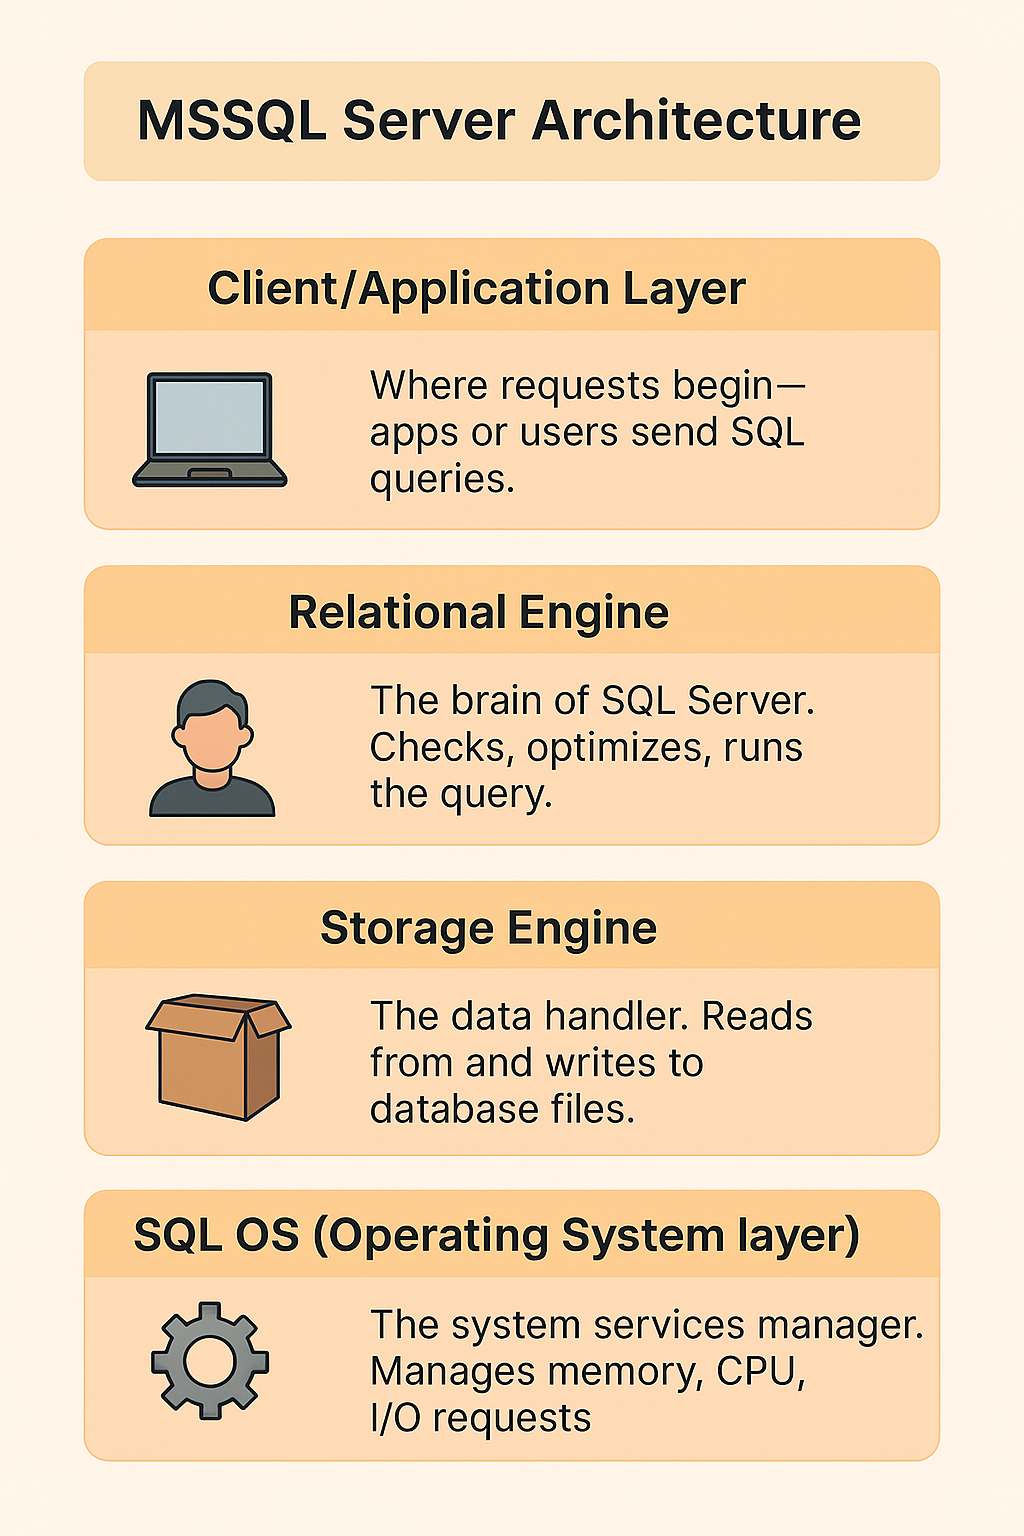 MSSQL Server Architecture
Client/Application Layer
Where requests begin—
apps or users send SQL
queries.
Relational Engine
The brain of SQL Server.
Checks, optimizes, runs
the query.
Storage Engine
The data handler. Reads
from and writes to
database files.
SQL OS (Operating System layer)
The system services manager.
Manages memory, CPU,
I/O requests